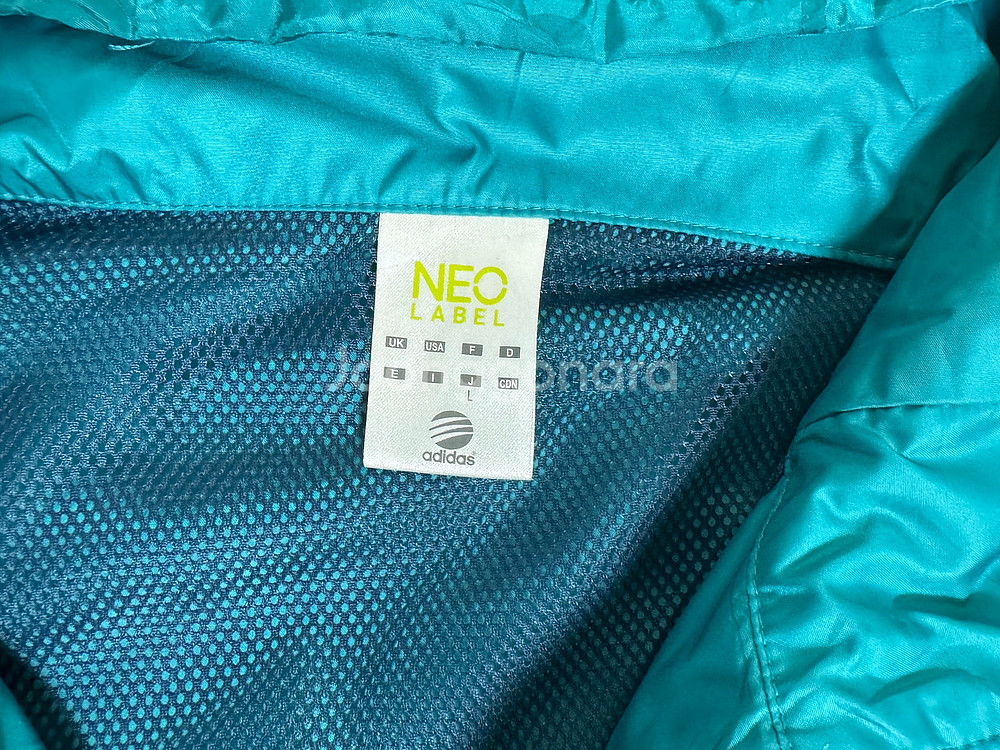 NEO
LABEL
UK USA F D
E I J CDN
L
adidas